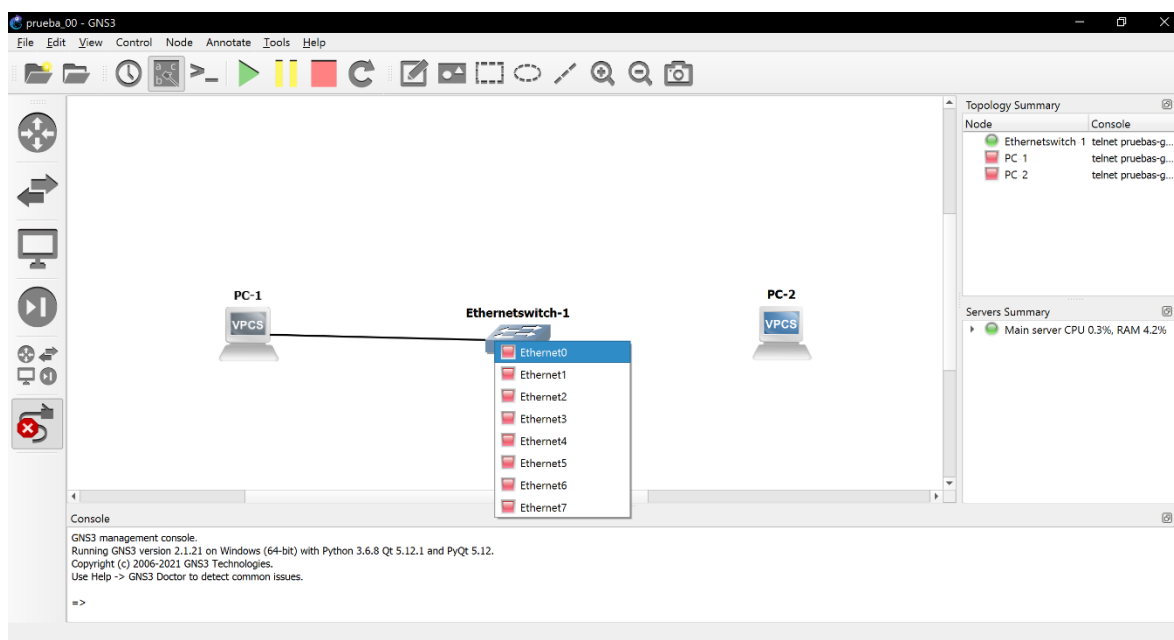 prueba_00 - GNS3
File Edit View Control Node Annotate Tools Help
Topology Summary
Node Console
Ethernetswitch-1 telnet pruebas-g...
PC 1 telnet pruebas-g...
PC 2 telnet pruebas-g...
PC-1
VPCS
Ethernetswitch-1
PC-2
VPCS
Ethernet0
Ethernet1
Ethernet2
Ethernet3
Ethernet4
Ethernet5
Ethernet6
Ethernet7
Servers Summary
Main server CPU 0.3%, RAM 4.2%
Console
GNS3 management console.
Running GNS3 version 2.1.21 on Windows (64-bit) with Python 3.6.8 Qt 5.12.1 and PyQt 5.12.
Copyright (c) 2006-2021 GNS3 Technologies.
Use Help -> GNS3 Doctor to detect common issues.
=>